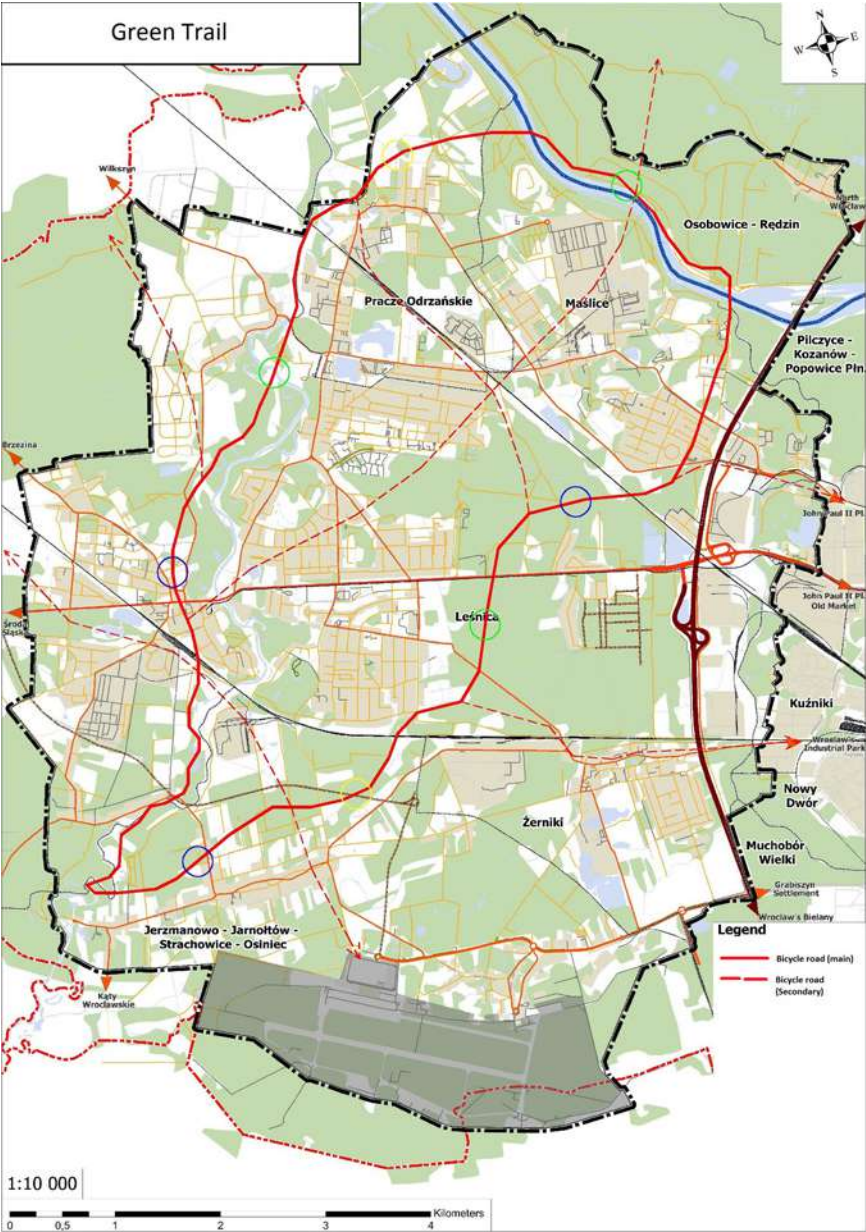 Green Trail
N
W E
S
Wilkszyn
North
Wrocław
Osobowice - Rędzin
Pracze Odrzańskie
Maślice
Pilczyce -
Kozanów -
Popowice Płn.
Brzezina
John Paul II Pl.
John Paul II Pl.
Old Market
Środa
Śląska
Leśnica
Kuźniki
Wroclaw's
Industrial Park
Nowy
Dwór
Żerniki
Muchobór
Wielki
Grabiszyn
Settlement
Wroclaw's Bielany
Jerzmanowo - Jarnołtów -
Strachowice - Osiniec
Kąty
Wrocławskie
Legend
Bicycle road (main)
Bicycle road
(Secondary)
1:10 000
Kilometers
0 0,5 1 2 3 4